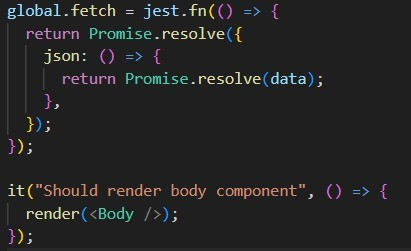 global.fetch = jest.fn(() => {
  return Promise.resolve({
    json: () => {
      return Promise.resolve(data);
    },
  });
});

it("Should render body component", () => {
  render(<Body />);
});